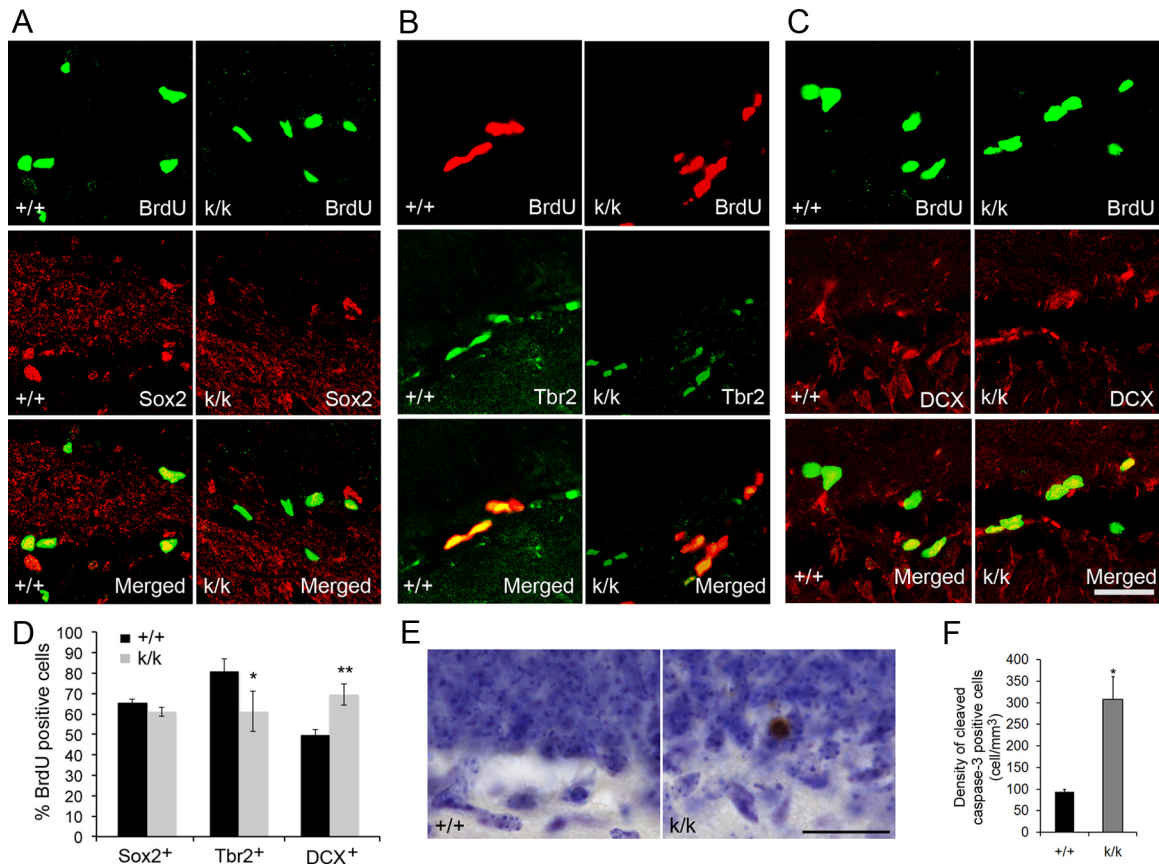 A
B
C
+/+ BrdU
k/k BrdU
+/+ BrdU
k/k BrdU
+/+ BrdU
k/k BrdU
+/+ Sox2
k/k Sox2
+/+ Tbr2
k/k Tbr2
+/+ DCX
k/k DCX
+/+ Merged
k/k Merged
+/+ Merged
k/k Merged
+/+ Merged
k/k Merged
D
% BrdU positive cells
100
90
80
70
60
50
40
30
20
10
0
+/+
k/k
*
**
Sox2+
Tbr2+
DCX+
E
+/+
k/k
F
Density of cleaved
caspase-3 positive cells
(cell/mm³)
400
350
300
250
200
150
100
50
0
*
+/+
k/k